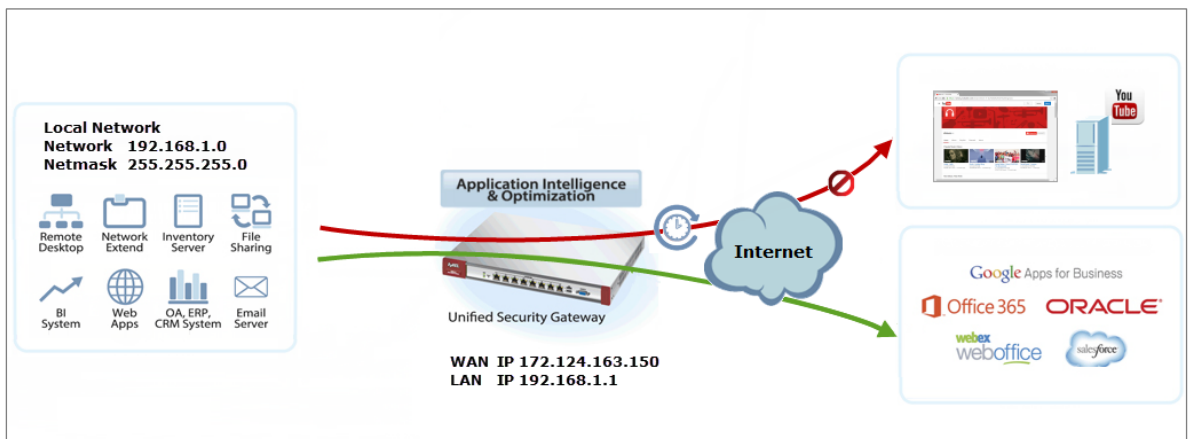 Local Network
Network 192.168.1.0
Netmask 255.255.255.0
Remote Desktop
Network Extend
Inventory Server
File Sharing
BI System
Web Apps
OA, ERP, CRM System
Email Server
Application Intelligence
& Optimization
Unified Security Gateway
WAN IP 172.124.163.150
LAN IP 192.168.1.1
Internet
You
Tube
Google Apps for Business
Office 365
ORACLE
webex
weboffice
salesforce